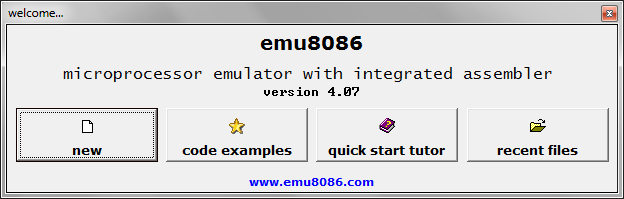 welcome...
emu8086
microprocessor emulator with integrated assembler
version 4.07
new
code examples
quick start tutor
recent files
www.emu8086.com